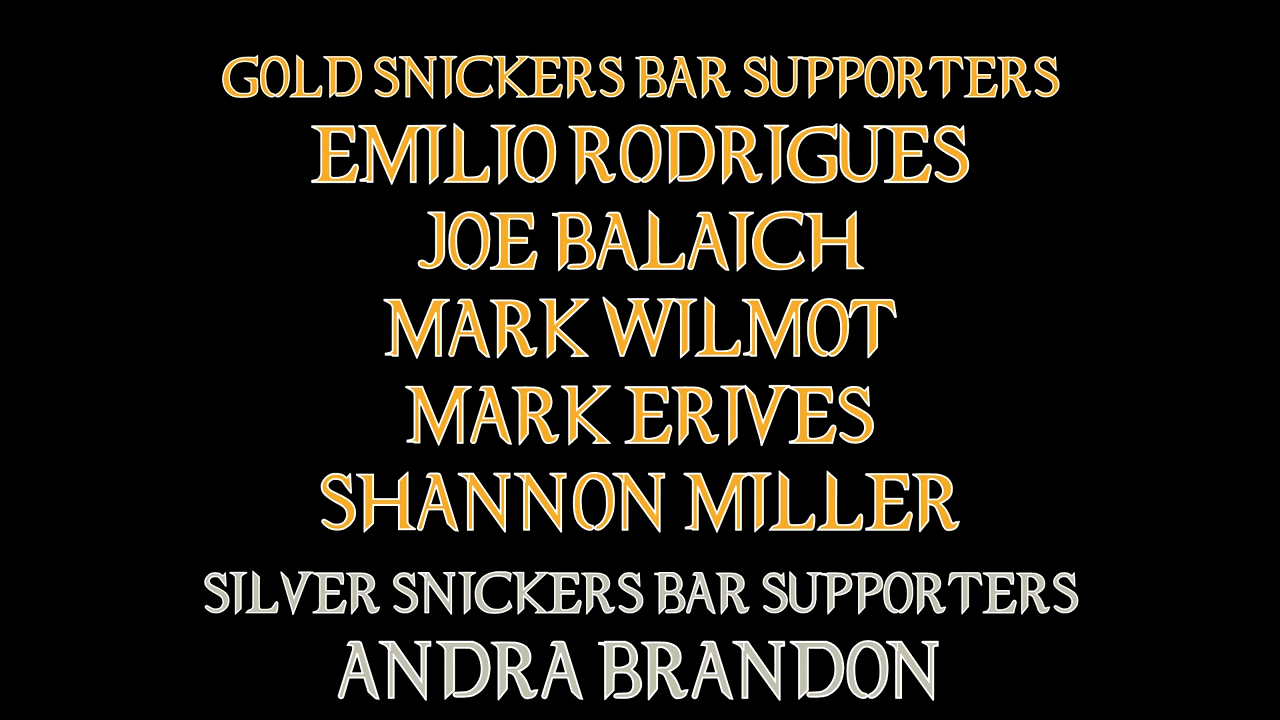 GOLD SNICKERS BAR SUPPORTERS
EMILIO RODRIGUES
JOE BALAICH
MARK WILMOT
MARK ERIVES
SHANNON MILLER
SILVER SNICKERS BAR SUPPORTERS
ANDRA BRANDON